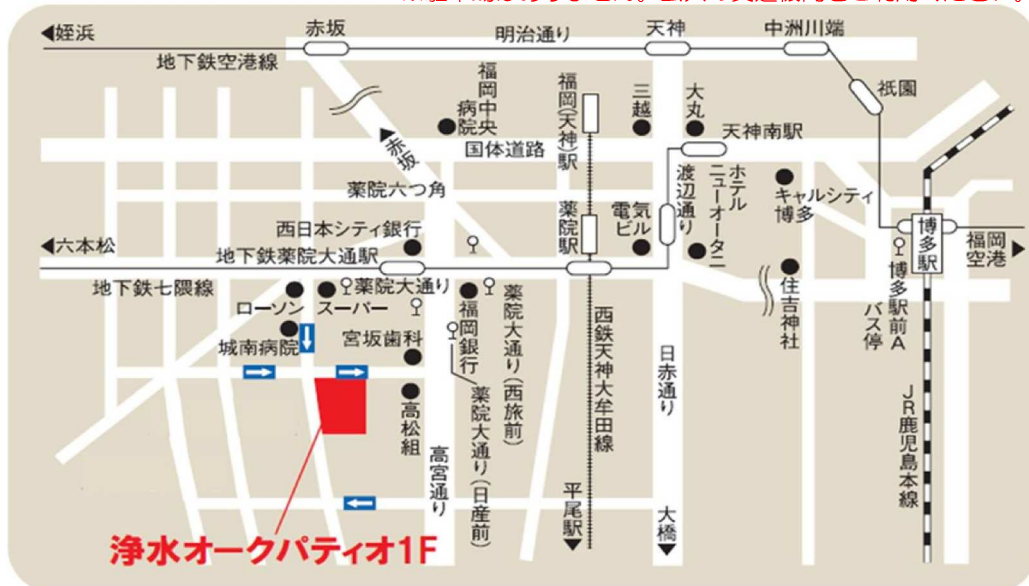 ◀姪浜
赤坂
明治通り
天神
中洲川端
地下鉄空港線
祇園
福岡中央病院
福岡(天神)駅
三越
大丸
天神南駅
▲赤坂
国体道路
薬院六つ角
渡辺通り
ホテルニューオータニ
キャルシティ博多
西日本シティ銀行
薬院駅
電気ビル
博多駅
◀六本松
地下鉄薬院大通駅
福岡空港▶
地下鉄七隈線
薬院大通り
住吉神社
博多駅前A
バス停
ローソン
スーパー
福岡銀行
薬院大通り(西旅前)
西鉄天神大牟田線
城南病院
宮坂歯科
薬院大通り(日産前)
日赤通り
JR鹿児島本線
高松組
高宮通り
平尾駅▼
大橋▼
浄水オークパティオ1F